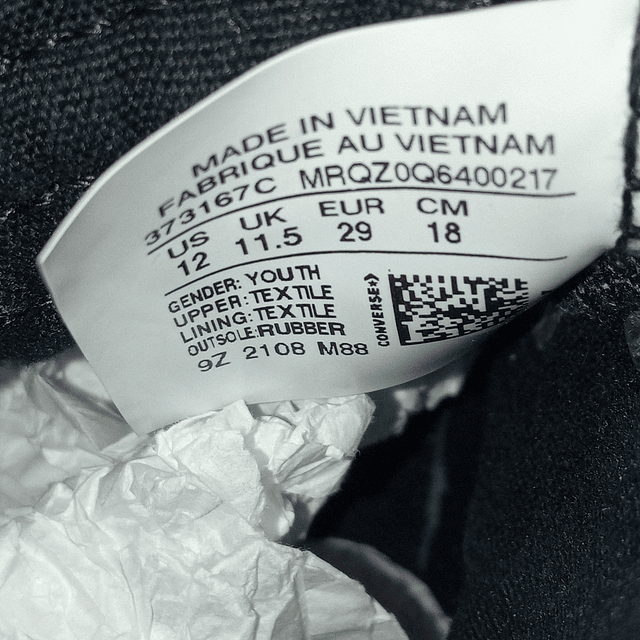 MADE IN VIETNAM
FABRIQUE AU VIETNAM
373167C MRQZ0Q6400217
US UK EUR CM
12 11.5 29 18
GENDER: YOUTH
UPPER: TEXTILE
LINING: TEXTILE
OUTSOLE:RUBBER
9Z 2108 M88
CONVERSE